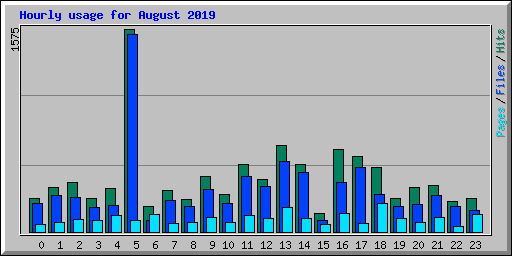 Hourly usage for August 2019
1575
Pages/Files/Hits
0 1 2 3 4 5 6 7 8 9 10 11 12 13 14 15 16 17 18 19 20 21 22 23